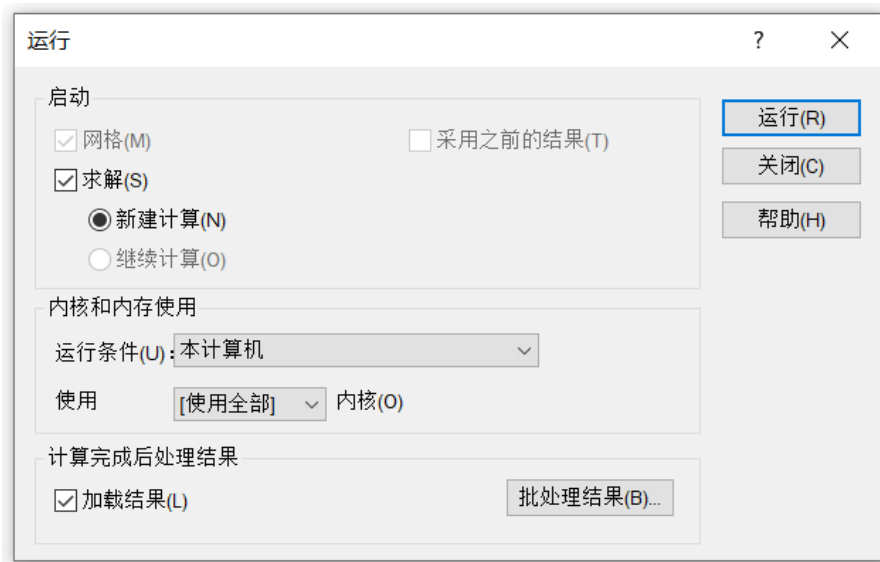 运行 ?
启动
网格(M) 采用之前的结果(T)
求解(S)
新建计算(N)
继续计算(O)
运行(R)
关闭(C)
帮助(H)
内核和内存使用
运行条件(U): 本计算机
使用 [使用全部] 内核(O)
计算完成后处理结果
加载结果(L) 批处理结果(B)...